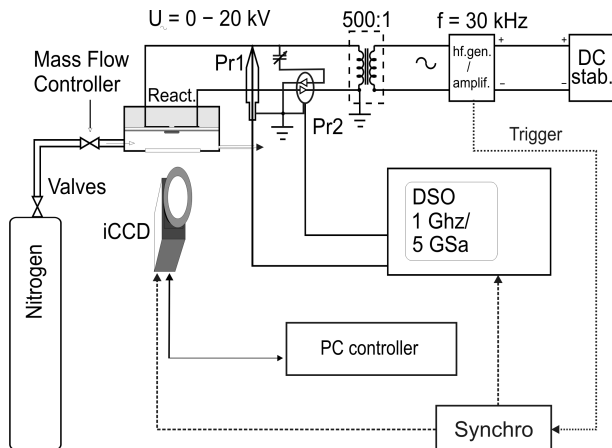 U = 0 – 20 kV
500:1
f = 30 kHz
Mass Flow
Controller
Pr1
hf.gen.
/
amplif.
+
+
DC
stab.
–
–
React.
Pr2
Trigger
Valves
iCCD
DSO
1 Ghz/
5 GSa
Nitrogen
PC controller
Synchro